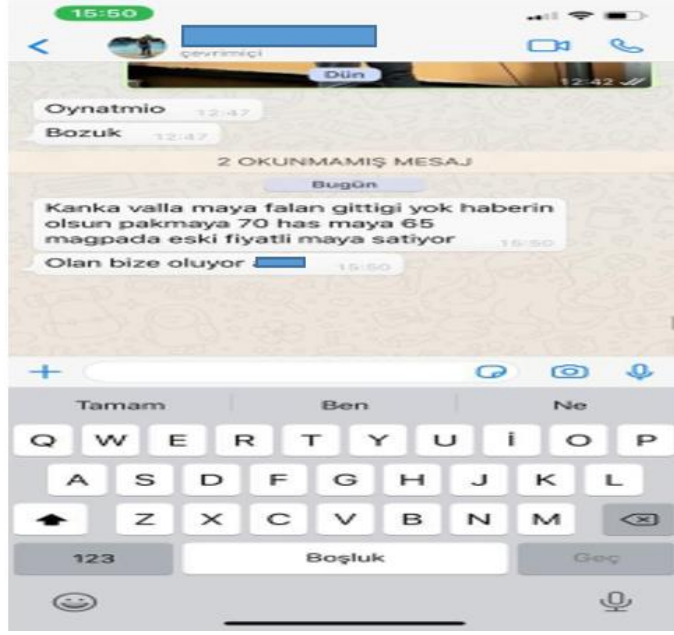 15:50
çevrimiçi
Dün
12:42
Oynatmio 12:47
Bozuk 12:47
2 OKUNMAMIŞ MESAJ
Bugün
Kanka valla maya falan gittigi yok haberin
olsun pakmaya 70 has maya 65
magpada eski fiyatli maya satiyor 15:50
Olan bize oluyor 15:50
Tamam Ben Ne
Q W E R T Y U İ O P
A S D F G H J K L
Z X C V B N M
123 Boşluk Geç